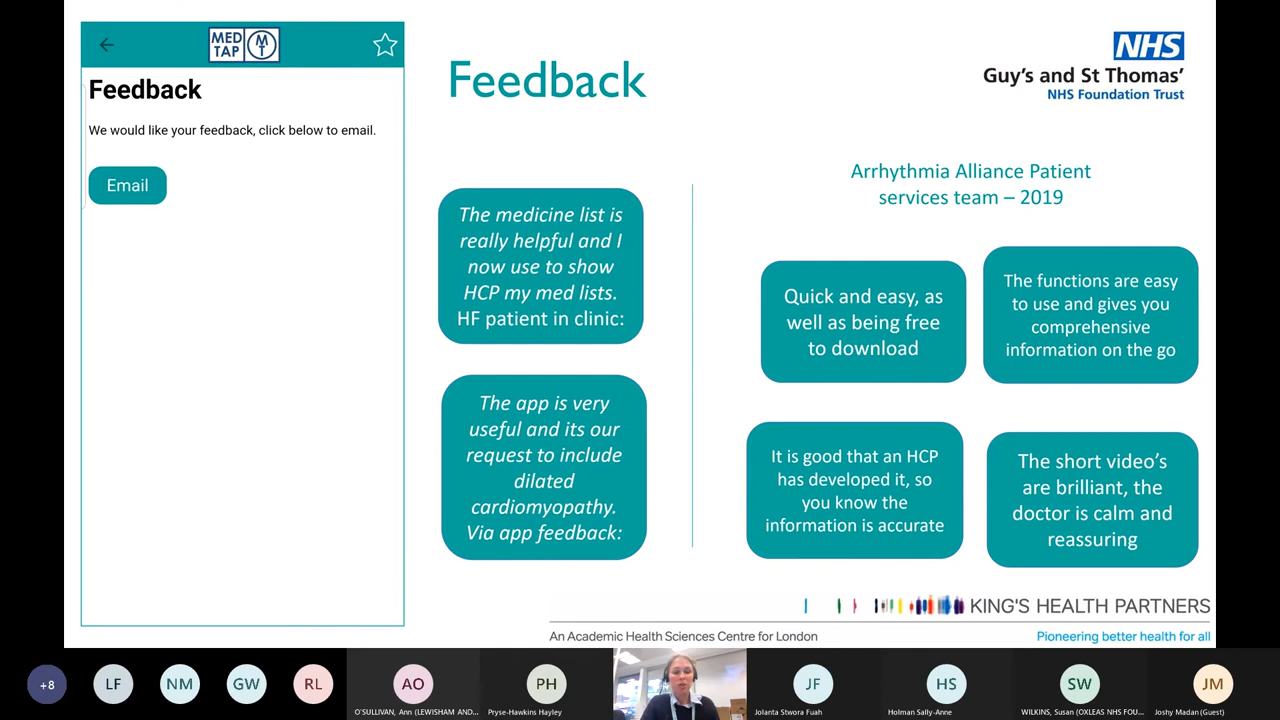 MED
TAP
M
T
Feedback
We would like your feedback, click below to email.
Email
Feedback
NHS
Guy's and St Thomas'
NHS Foundation Trust
The medicine list is
really helpful and I
now use to show
HCP my med lists.
HF patient in clinic:
The app is very
useful and its our
request to include
dilated
cardiomyopathy.
Via app feedback:
Arrhythmia Alliance Patient
services team – 2019
Quick and easy, as
well as being free
to download
The functions are easy
to use and gives you
comprehensive
information on the go
It is good that an HCP
has developed it, so
you know the
information is accurate
The short video's
are brilliant, the
doctor is calm and
reassuring
KING'S HEALTH PARTNERS
An Academic Health Sciences Centre for London
Pioneering better health for all
+8
LF
NM
GW
RL
AO
PH
JF
HS
SW
JM
O'SULLIVAN, Ann (LEWISHAM AND...
Pryse-Hawkins Hayley
Jolanta Stwora Fuah
Holman Sally-Anne
WILKINS, Susan (OXLEAS NHS FOU...
Joshy Madan (Guest)